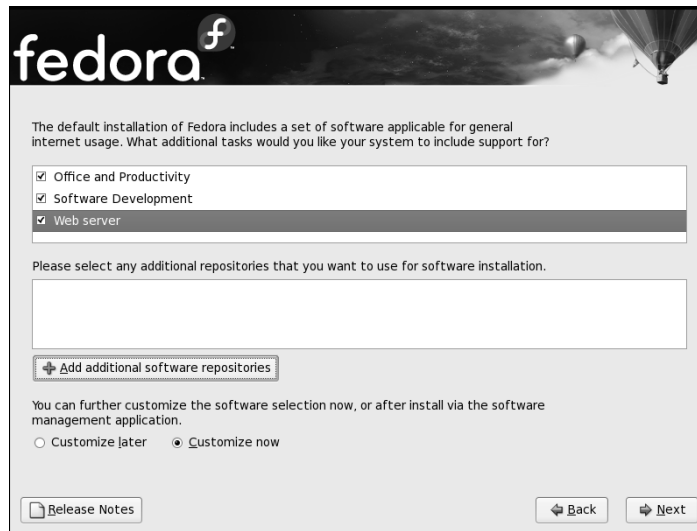 fedora
The default installation of Fedora includes a set of software applicable for general
internet usage. What additional tasks would you like your system to include support for?
Office and Productivity
Software Development
Web server
Please select any additional repositories that you want to use for software installation.
Add additional software repositories
You can further customize the software selection now, or after install via the software
management application.
Customize later Customize now
Release Notes Back Next